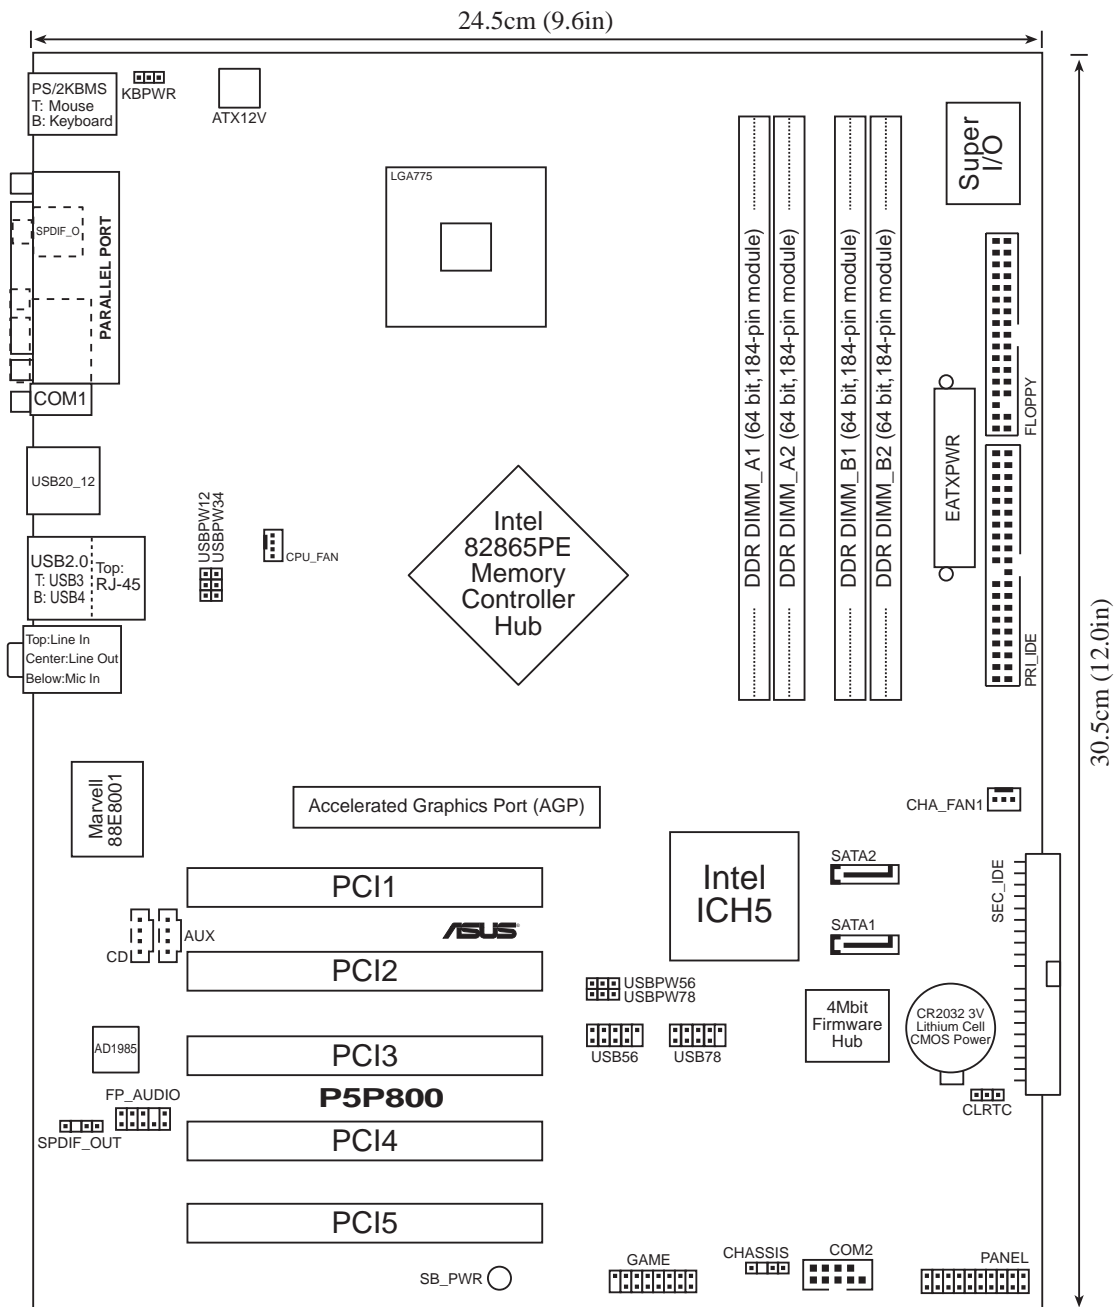 24.5cm (9.6in)
PS/2KBMS
T: Mouse
B: Keyboard
KBPWR
ATX12V
LGA775
Super
I/O
SPDIF_O
PARALLEL PORT
COM1
DDR DIMM_A1 (64 bit,184-pin module)
DDR DIMM_A2 (64 bit,184-pin module)
DDR DIMM_B1 (64 bit,184-pin module)
DDR DIMM_B2 (64 bit,184-pin module)
FLOPPY
EATXPWR
PRI_IDE
30.5cm (12.0in)
USB20_12
USBPW12
USBPW34
CPU_FAN
Intel
82865PE
Memory
Controller
Hub
USB2.0
T: USB3
B: USB4
Top:
RJ-45
Top:Line In
Center:Line Out
Below:Mic In
Marvell
88E8001
Accelerated Graphics Port (AGP)
CHA_FAN1
Intel
ICH5
SATA2
SATA1
SEC_IDE
PCI1
CD
AUX
ASUS
PCI2
USBPW56
USBPW78
USB56
USB78
4Mbit
Firmware
Hub
CR2032 3V
Lithium Cell
CMOS Power
CLRTC
AD1985
PCI3
FP_AUDIO
SPDIF_OUT
P5P800
PCI4
PCI5
SB_PWR
GAME
CHASSIS
COM2
PANEL